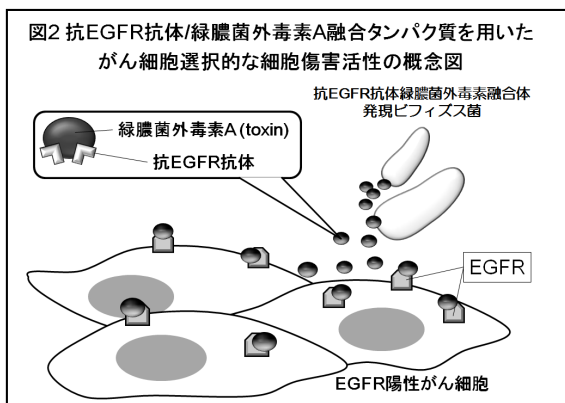 図2 抗EGFR抗体/緑膿菌外毒素A融合タンパク質を用いた
がん細胞選択的な細胞傷害活性の概念図
抗EGFR抗体緑膿菌外毒素融合体
発現ビフィズス菌
緑膿菌外毒素A (toxin)
抗EGFR抗体
EGFR
EGFR陽性がん細胞